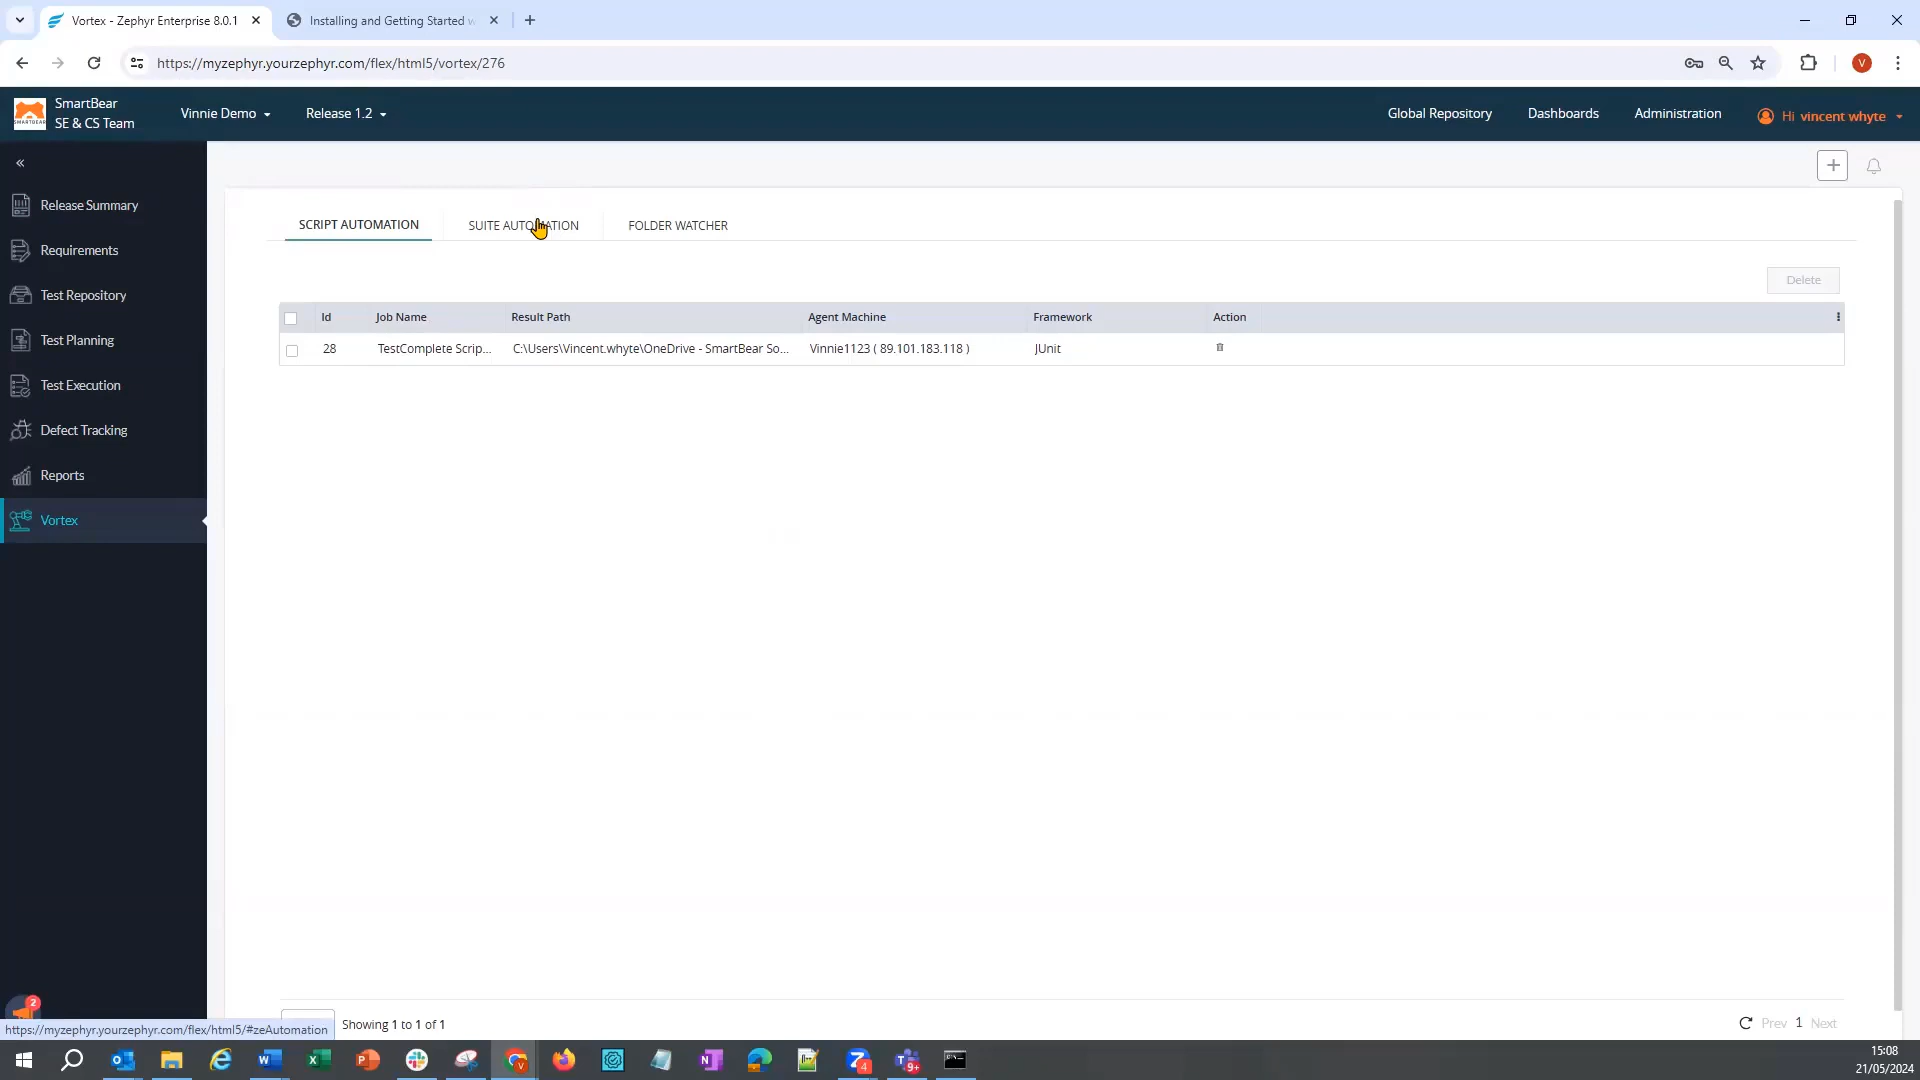 Vortex - Zephyr Enterprise 8.0.1
Installing and Getting Started w
https://myzephyr.yourzephyr.com/flex/html5/vortex/276
V
SmartBear
SE & CS Team
SMARTBEAR
Vinnie Demo
Release 1.2
Global Repository
Dashboards
Administration
Hi vincent whyte
Release Summary
Requirements
Test Repository
Test Planning
Test Execution
Defect Tracking
Reports
Vortex
SCRIPT AUTOMATION
SUITE AUTOMATION
FOLDER WATCHER
Delete
Id Job Name Result Path Agent Machine Framework Action
28 TestComplete Scrip... C:\Users\Vincent.whyte\OneDrive - SmartBear So... Vinnie1123 ( 89.101.183.118 ) JUnit
2
https://myzephyr.yourzephyr.com/flex/html5/#zeAutomation
Showing 1 to 1 of 1
Prev 1 Next
4
9+
15:08
21/05/2024